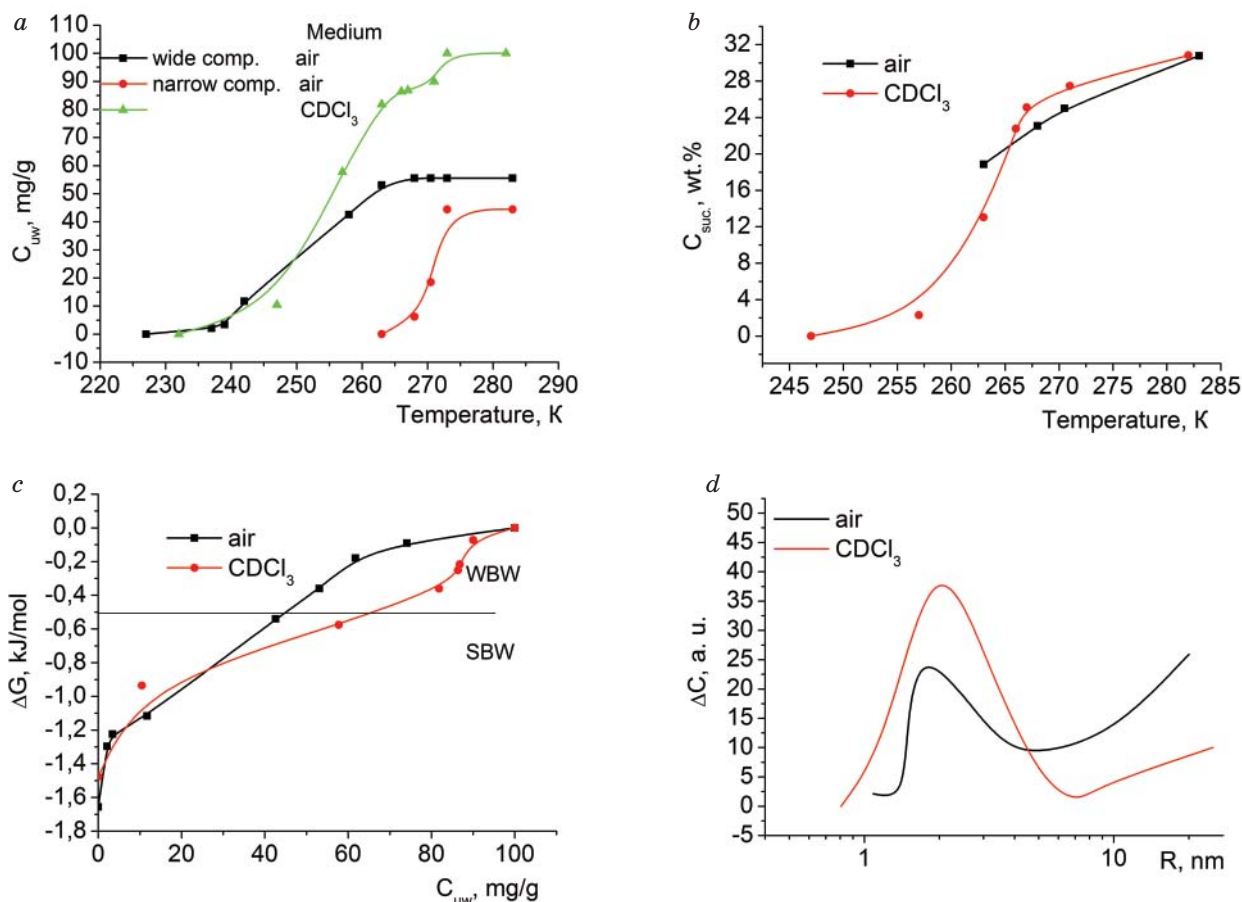 a
Medium
wide comp. air
narrow comp. air
CDCl3
110
100
90
80
70
60
50
40
30
20
10
0
-10
C uw, mg/g
220 230 240 250 260 270 280 290
Temperature, K
b
air
CDCl3
32
28
24
20
16
12
8
4
0
C suc., wt.%
245 250 255 260 265 270 275 280 285
Temperature, K
c
air
CDCl3
0,2
0,0
-0,2
-0,4
-0,6
-0,8
-1,0
-1,2
-1,4
-1,6
-1,8
ΔG, kJ/mol
WBW
SBW
0 20 40 60 80 100
C uw, mg/g
d
air
CDCl3
50
45
40
35
30
25
20
15
10
5
0
-5
ΔC, a. u.
1 10
R, nm